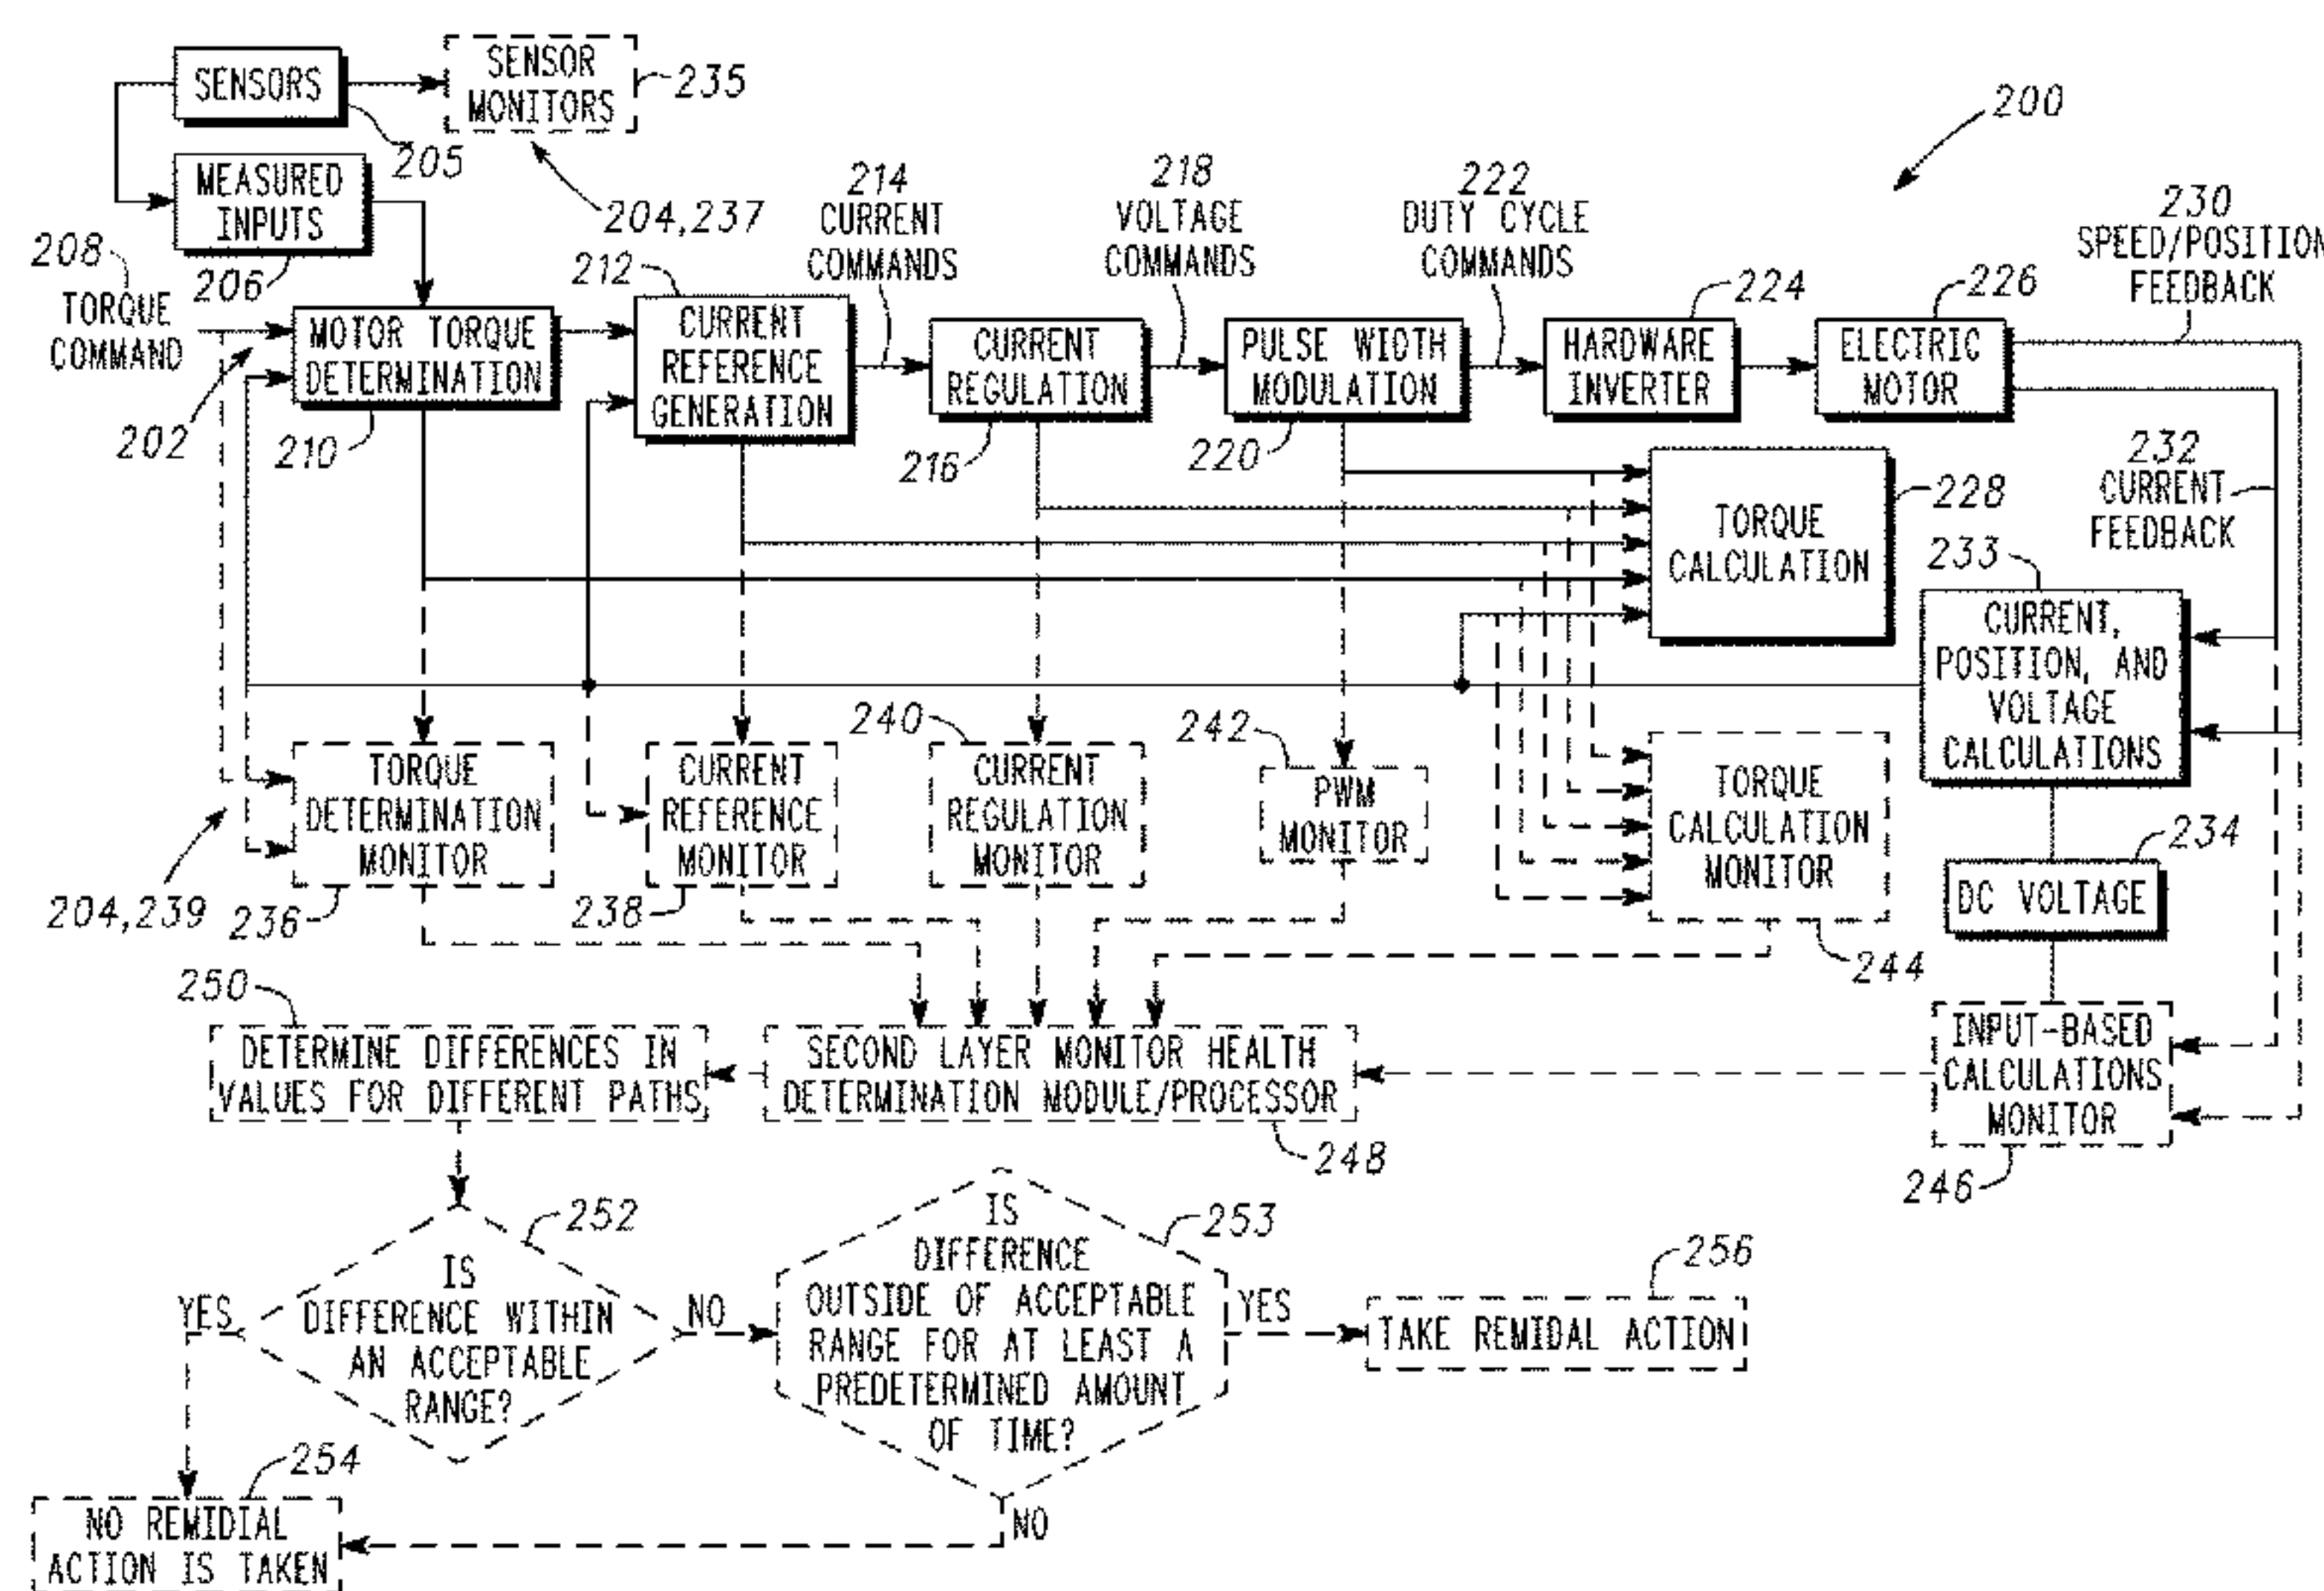 SENSORS
205
SENSOR
MONITORS
235
204,237
200
MEASURED
INPUTS
206
208
TORQUE
COMMAND
202
MOTOR TORQUE
DETERMINATION
210
212
CURRENT
REFERENCE
GENERATION
214
CURRENT
COMMANDS
CURRENT
REGULATION
216
218
VOLTAGE
COMMANDS
PULSE WIDTH
MODULATION
220
222
DUTY CYCLE
COMMANDS
HARDWARE
INVERTER
224
ELECTRIC
MOTOR
226
230
SPEED/POSITION
FEEDBACK
TORQUE
CALCULATION
228
232
CURRENT
FEEDBACK
233
CURRENT,
POSITION, AND
VOLTAGE
CALCULATIONS
204,239
TORQUE
DETERMINATION
MONITOR
236
CURRENT
REFERENCE
MONITOR
238
240
CURRENT
REGULATION
MONITOR
242
PWM
MONITOR
TORQUE
CALCULATION
MONITOR
244
234
DC VOLTAGE
INPUT-BASED
CALCULATIONS
MONITOR
246
250
DETERMINE DIFFERENCES IN
VALUES FOR DIFFERENT PATHS
SECOND LAYER MONITOR HEALTH
DETERMINATION MODULE/PROCESSOR
248
252
IS
DIFFERENCE WITHIN
AN ACCEPTABLE
RANGE?
YES
NO
253
IS
DIFFERENCE
OUTSIDE OF ACCEPTABLE
RANGE FOR AT LEAST A
PREDETERMINED AMOUNT
OF TIME?
YES
NO
256
TAKE REMIDAL ACTION
254
NO REMIDIAL
ACTION IS TAKEN